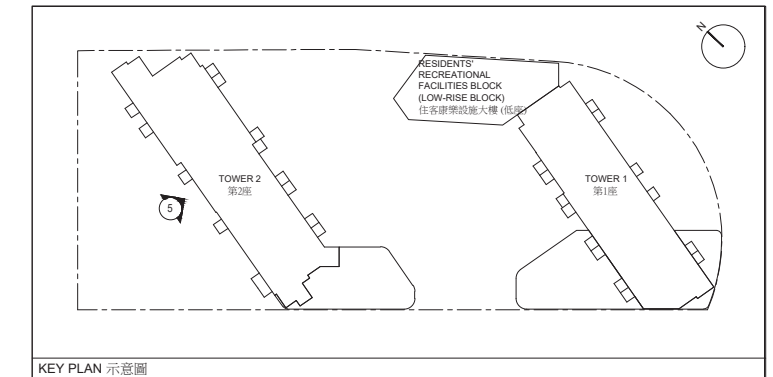 N
RESIDENTS'
RECREATIONAL
FACILITIES BLOCK
(LOW-RISE BLOCK)
住客康樂設施大樓 (低座)
TOWER 2
第2座
TOWER 1
第1座
5
KEY PLAN 示意圖